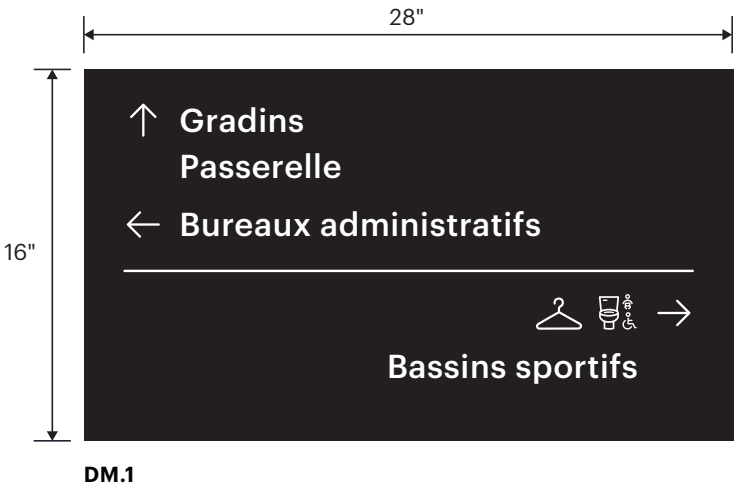 28"
Gradins
Passerelle
Bureaux administratifs
16"
Bassins sportifs
DM.1